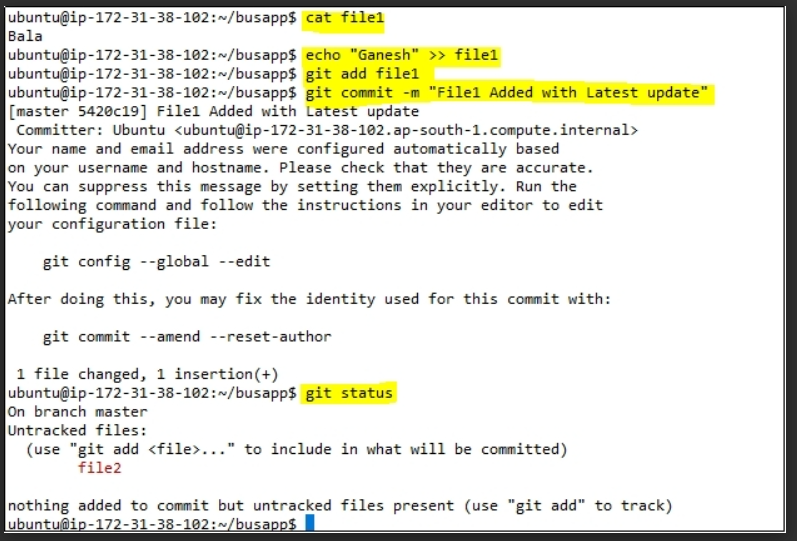 ubuntu@ip-172-31-38-102:~/busapp$ cat file1
Bala
ubuntu@ip-172-31-38-102:~/busapp$ echo "Ganesh" >> file1
ubuntu@ip-172-31-38-102:~/busapp$ git add file1
ubuntu@ip-172-31-38-102:~/busapp$ git commit -m "File1 Added with Latest update"
[master 5420c19] File1 Added with Latest update
 Committer: Ubuntu <ubuntu@ip-172-31-38-102.ap-south-1.compute.internal>
Your name and email address were configured automatically based
on your username and hostname. Please check that they are accurate.
You can suppress this message by setting them explicitly. Run the
following command and follow the instructions in your editor to edit
your configuration file:

    git config --global --edit

After doing this, you may fix the identity used for this commit with:

    git commit --amend --reset-author

 1 file changed, 1 insertion(+)
ubuntu@ip-172-31-38-102:~/busapp$ git status
On branch master
Untracked files:
  (use "git add <file>..." to include in what will be committed)
        file2

nothing added to commit but untracked files present (use "git add" to track)
ubuntu@ip-172-31-38-102:~/busapp$